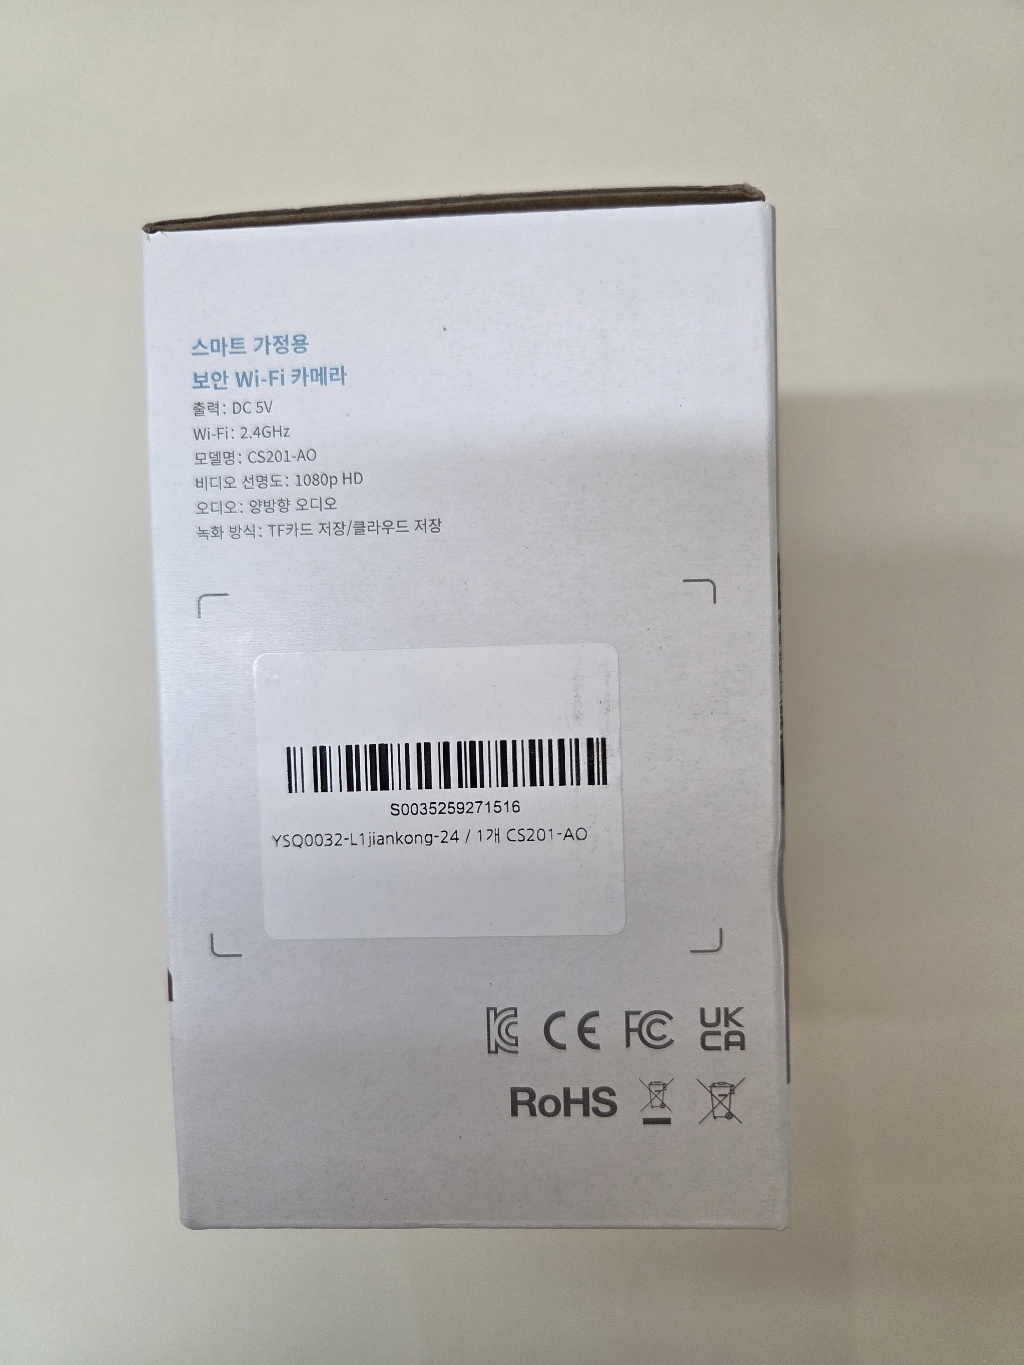 스마트 가정용
보안 Wi-Fi 카메라
출력: DC 5V
Wi-Fi: 2.4GHz
모델명: CS201-AO
비디오 선명도: 1080p HD
오디오: 양방향 오디오
녹화 방식: TF카드 저장/클라우드 저장
S0035259271516
YSQ0032-L1jiankong-24 / 1개 CS201-AO
KC CE FC UK
CA
RoHS